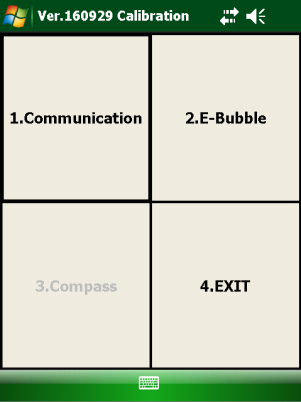 Ver.160929 Calibration
1.Communication
2.E-Bubble
3.Compass
4.EXIT